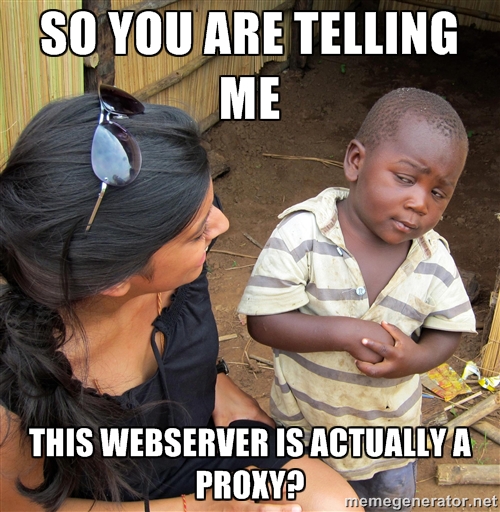 SO YOU ARE TELLING
ME
THIS WEBSERVER IS ACTUALLY A
PROXY?
memegenerator.net